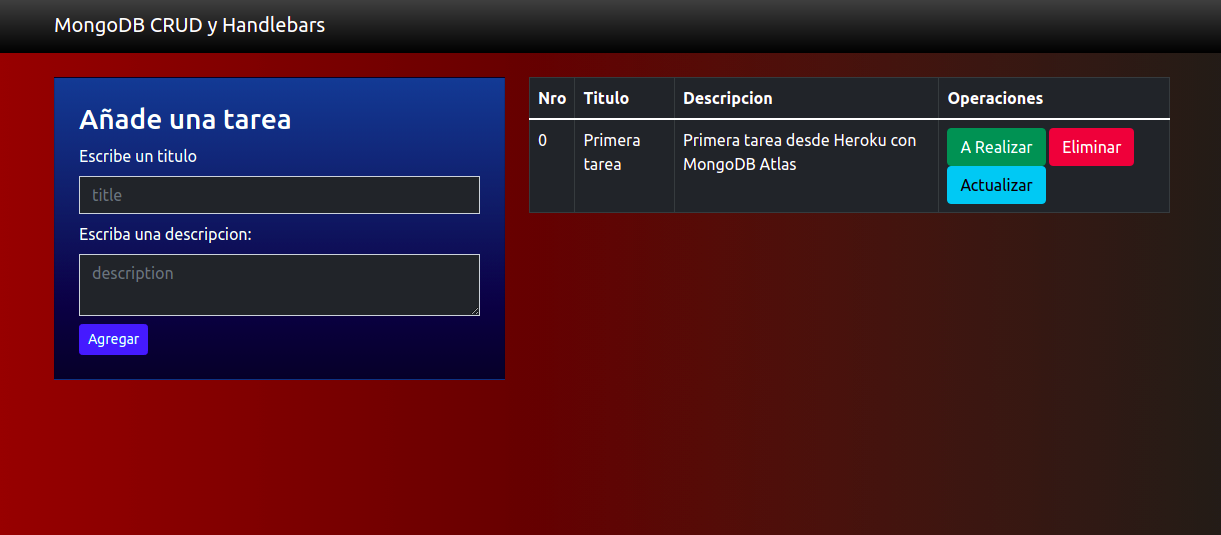 MongoDB CRUD y Handlebars
Añade una tarea
Escribe un titulo
title
Escriba una descripcion:
description
Agregar
Nro Titulo Descripcion Operaciones
0 Primera Primera tarea desde Heroku con A Realizar Eliminar
tarea MongoDB Atlas
Actualizar